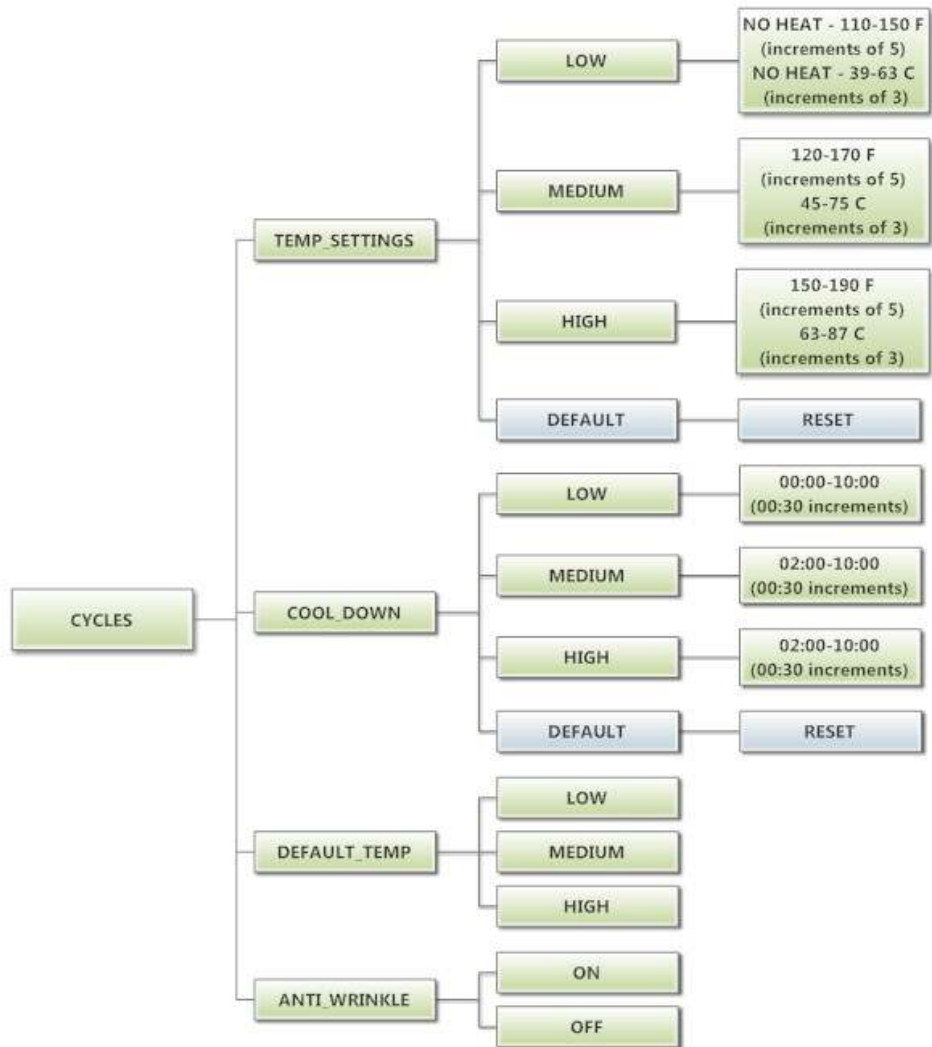 CYCLES
TEMP_SETTINGS
LOW
NO HEAT - 110-150 F
(increments of 5)
NO HEAT - 39-63 C
(increments of 3)
MEDIUM
120-170 F
(increments of 5)
45-75 C
(increments of 3)
HIGH
150-190 F
(increments of 5)
63-87 C
(increments of 3)
DEFAULT
RESET
COOL_DOWN
LOW
00:00-10:00
(00:30 increments)
MEDIUM
02:00-10:00
(00:30 increments)
HIGH
02:00-10:00
(00:30 increments)
DEFAULT
RESET
DEFAULT_TEMP
LOW
MEDIUM
HIGH
ANTI_WRINKLE
ON
OFF